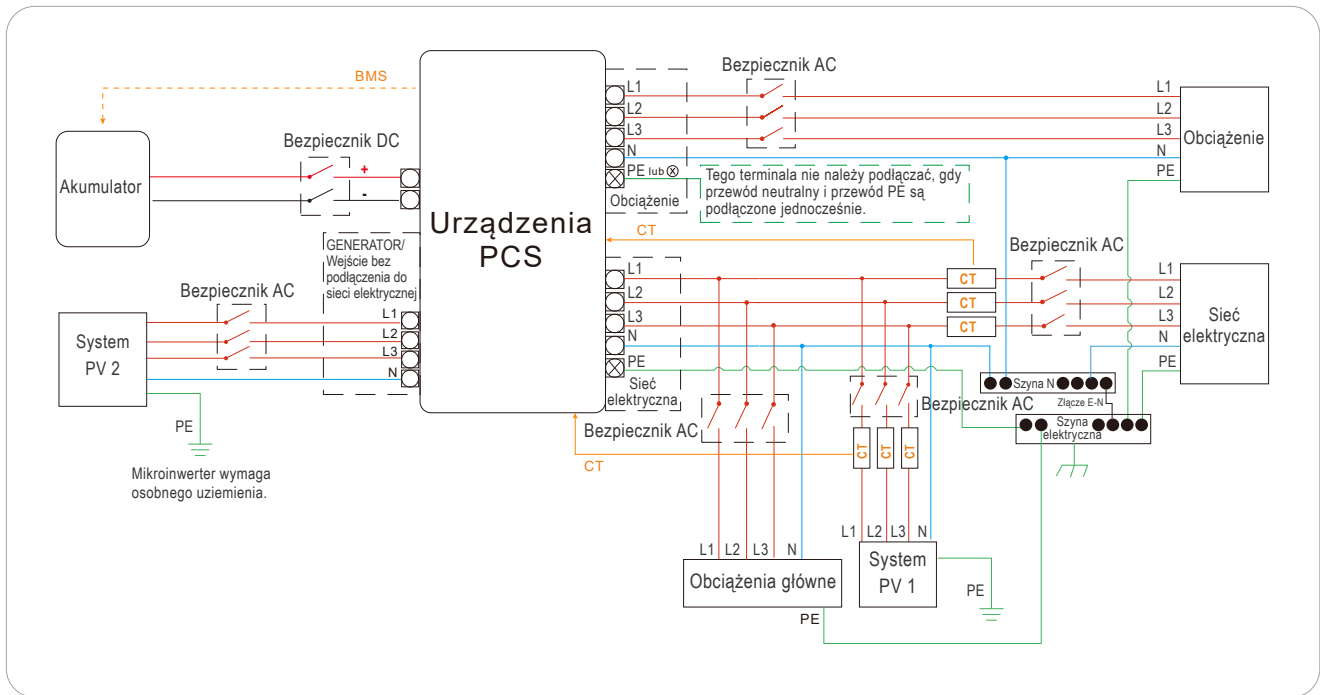 BMS
Akumulator
Bezpiecznik DC
+
-
Urządzenia
PCS
L1
L2
L3
N
PE lub ⊗
Obciążenie
Bezpiecznik AC
Tego terminala nie należy podłączać, gdy
przewód neutralny i przewód PE są
podłączone jednocześnie.
L1
L2
L3
N
PE
Obciążenie
GENERATOR/
Wejście bez
podłączenia do
sieci elektrycznej
L1
L2
L3
N
Bezpiecznik AC
System
PV 2
PE
Mikroinwerter wymaga
osobnego uziemienia.
CT
L1
L2
L3
N
PE
Sieć
elektryczna
CT
CT
CT
Bezpiecznik AC
L1
L2
L3
N
PE
Sieć
elektryczna
Szyna N
Złącze E-N
Szyna
elektryczna
Bezpiecznik AC
Bezpiecznik AC
CT
CT
CT
CT
L1
L2
L3
N
Obciążenia główne
PE
L1
L2
L3
N
System
PV 1
PE